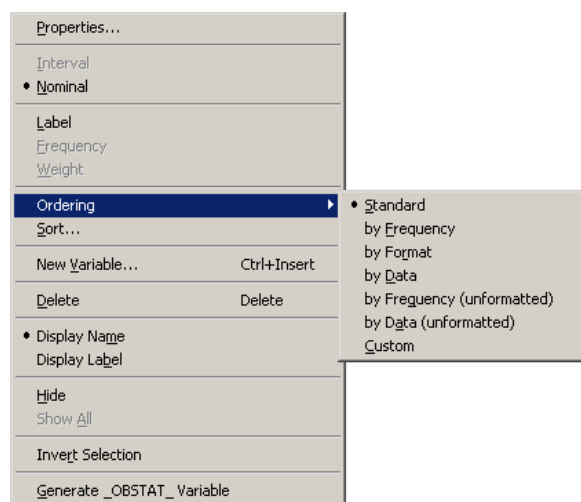 Properties...
Interval
• Nominal
Label
Frequency
Weight
Ordering
Sort...
New Variable... Ctrl+Insert
Delete Delete
• Display Name
Display Label
Hide
Show All
Invert Selection
Generate _OBSTAT_ Variable
• Standard
by Frequency
by Format
by Data
by Frequency (unformatted)
by Data (unformatted)
Custom